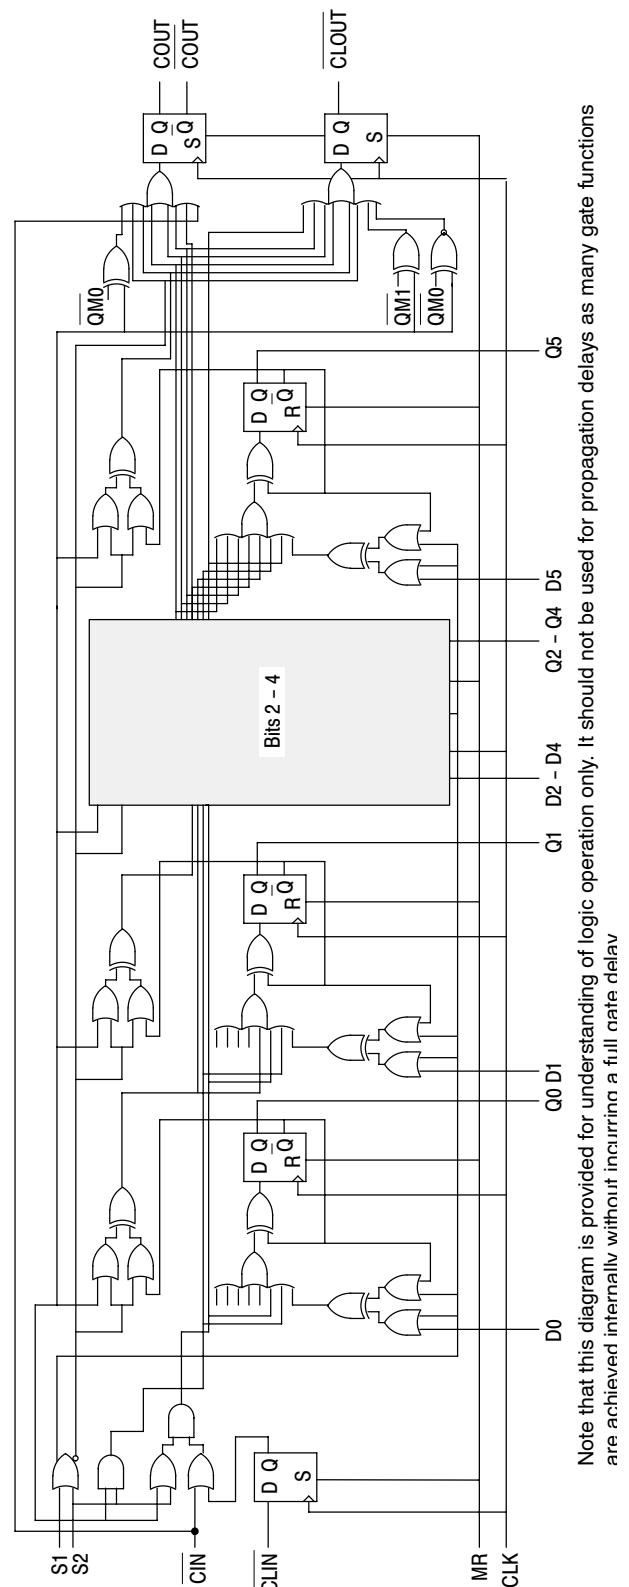 S1
S2
QM0
D Q
COUT
Q
S
COUT
CIN
D Q
D Q
Bits 2 – 4
D Q
CLIN
D Q
Q
R
Q
R
Q
R
S
D Q
CLOUT
S
QM1
QM0
MR
CLK
D0 Q0 D1 Q1 D2 – D4 Q2 – Q4 D5 Q5
Note that this diagram is provided for understanding of logic operation only. It should not be used for propagation delays as many gate functions
are achieved internally without incurring a full gate delay